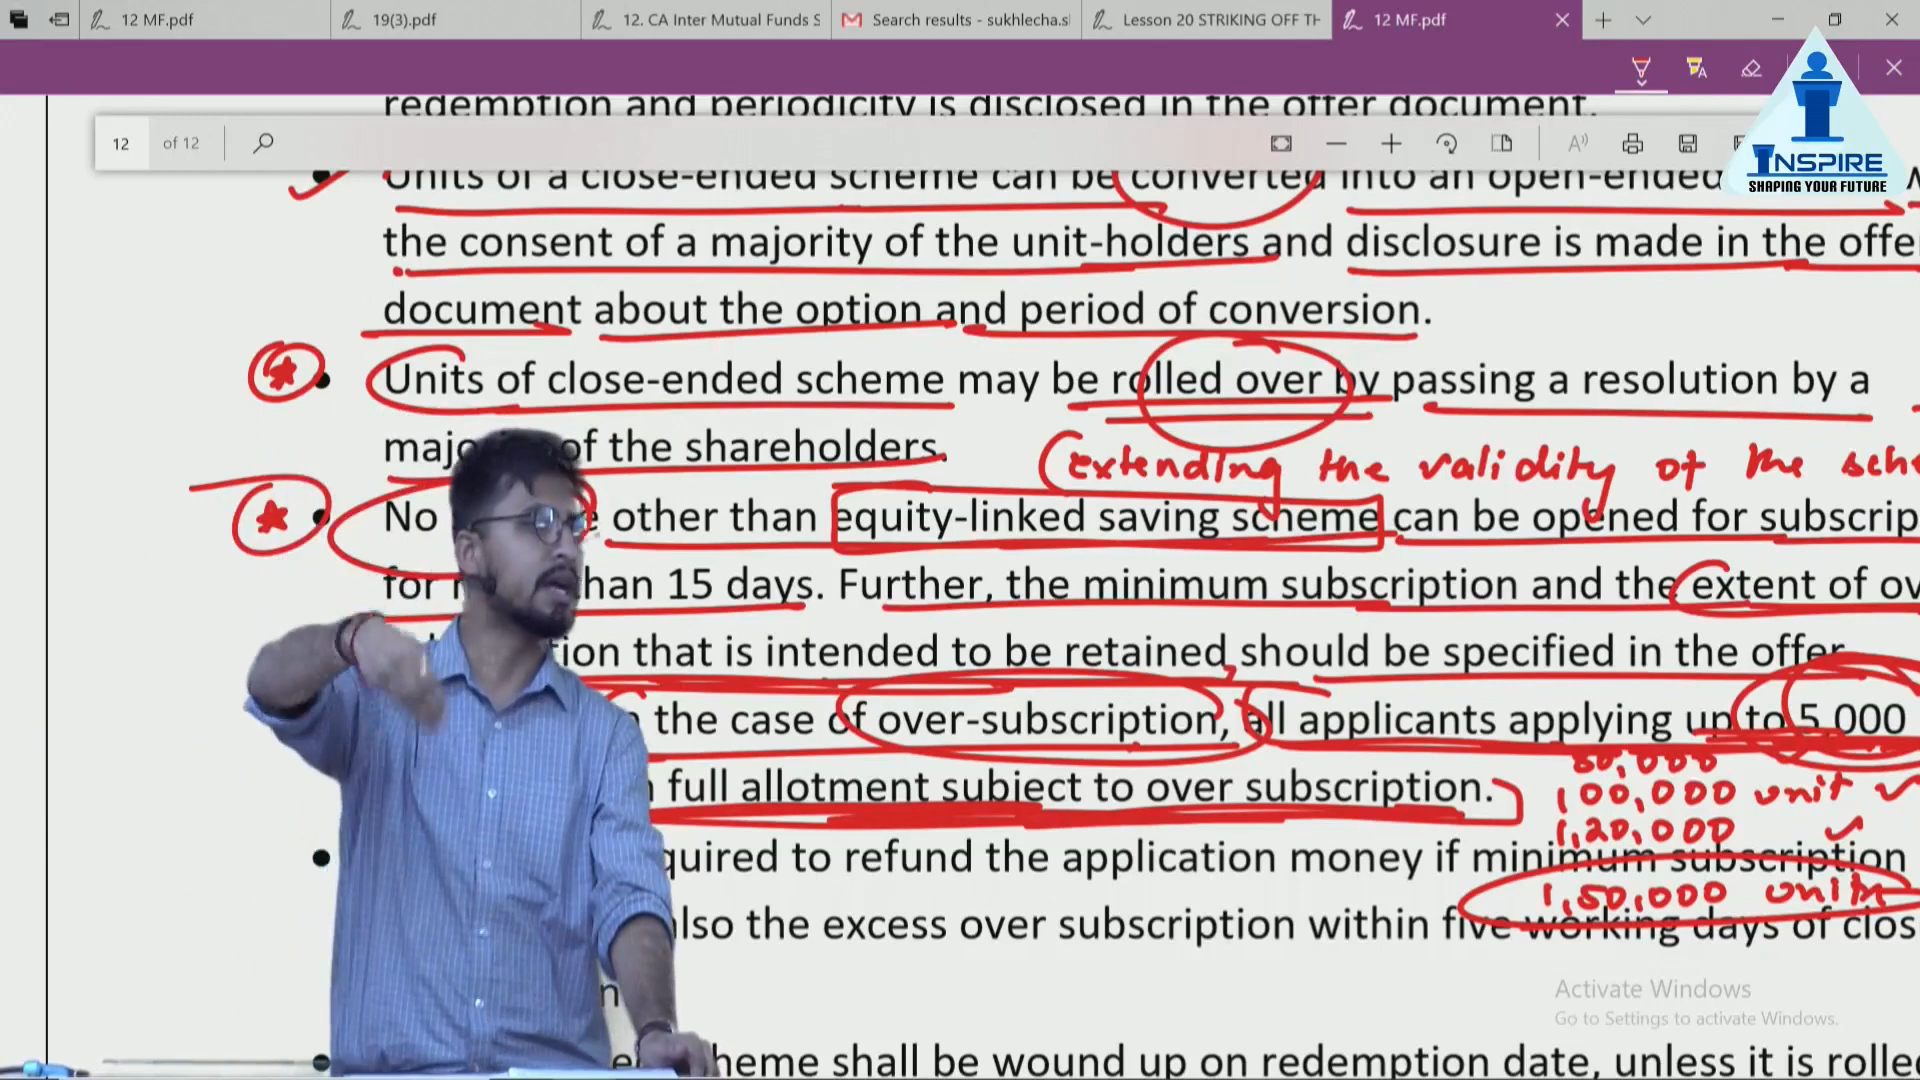 12 MF.pdf
19(3).pdf
12. CA Inter Mutual Funds S
Search results - sukhlecha.s
Lesson 20 STRIKING OFF TH
12 MF.pdf
redemption and periodicity is disclosed in the offer document.
12 of 12
INSPIRE
SHAPING YOUR FUTURE
Units of a close-ended scheme can be converted into an open-ended
the consent of a majority of the unit-holders and disclosure is made in the offe
document about the option and period of conversion.
Units of close-ended scheme may be rolled over by passing a resolution by a
of the shareholders.
(extending the validity of the sche
No other than equity-linked saving scheme can be opened for subscrip
for than 15 days. Further, the minimum subscription and the extent of ov
tion that is intended to be retained, should be specified in the offer
the case of over-subscription, all applicants applying up to 5,000
full allotment subject to over subscription.
100,000 unit
1,20,000
quired to refund the application money if minimum subscription
1,50,000 units
lso the excess over subscription within five working days of clos
n
Activate Windows
Go to Settings to activate Windows.
heme shall be wound up on redemption date, unless it is rolle